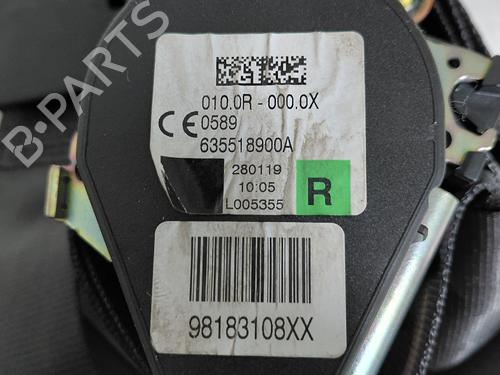 B-PARTS
010.0R - 000.0X
CE 0589
635518900A
280119
10:05
L005355
R
98183108XX